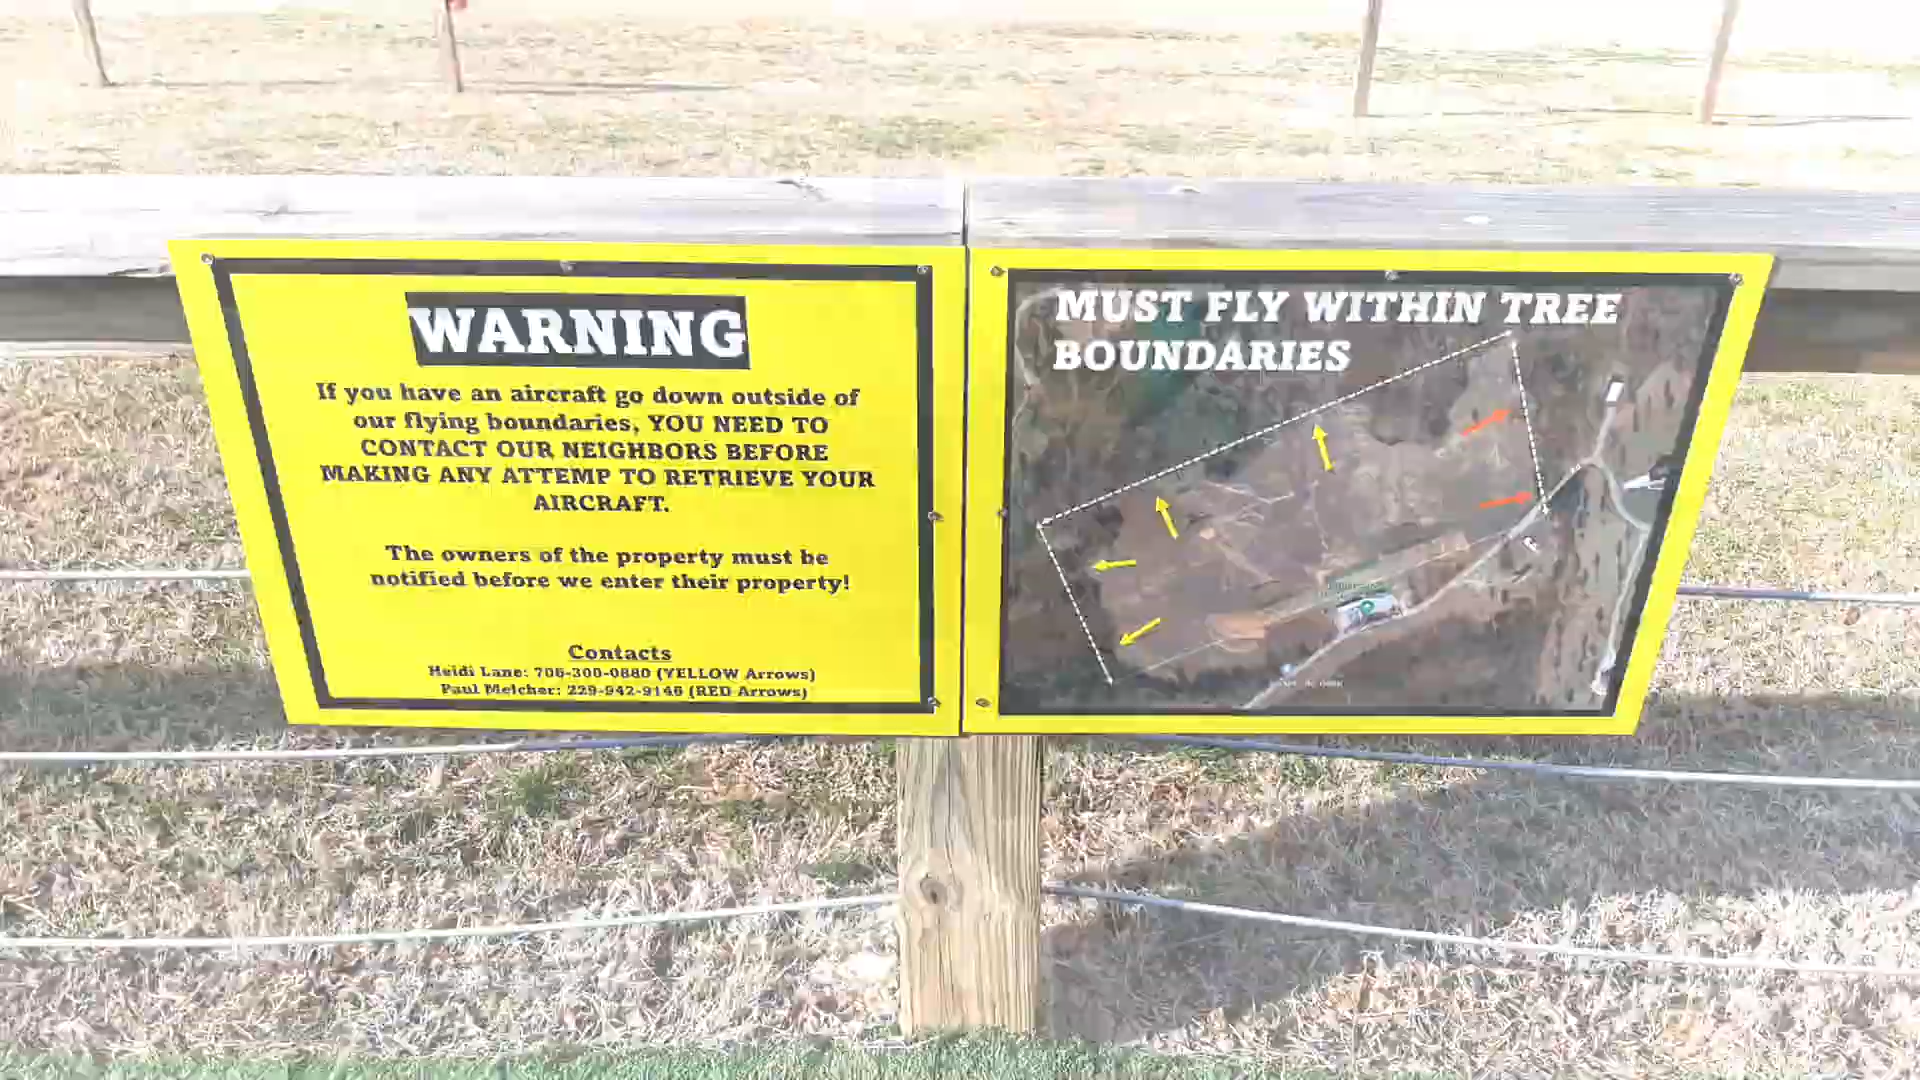 WARNING
If you have an aircraft go down outside of
our flying boundaries, YOU NEED TO
CONTACT OUR NEIGHBORS BEFORE
MAKING ANY ATTEMP TO RETRIEVE YOUR
AIRCRAFT.
The owners of the property must be
notified before we enter their property!
Contacts
Heidi Lane: 706-300-0880 (YELLOW Arrows)
Paul Melcher: 229-942-9146 (RED Arrows)
MUST FLY WITHIN TREE
BOUNDARIES